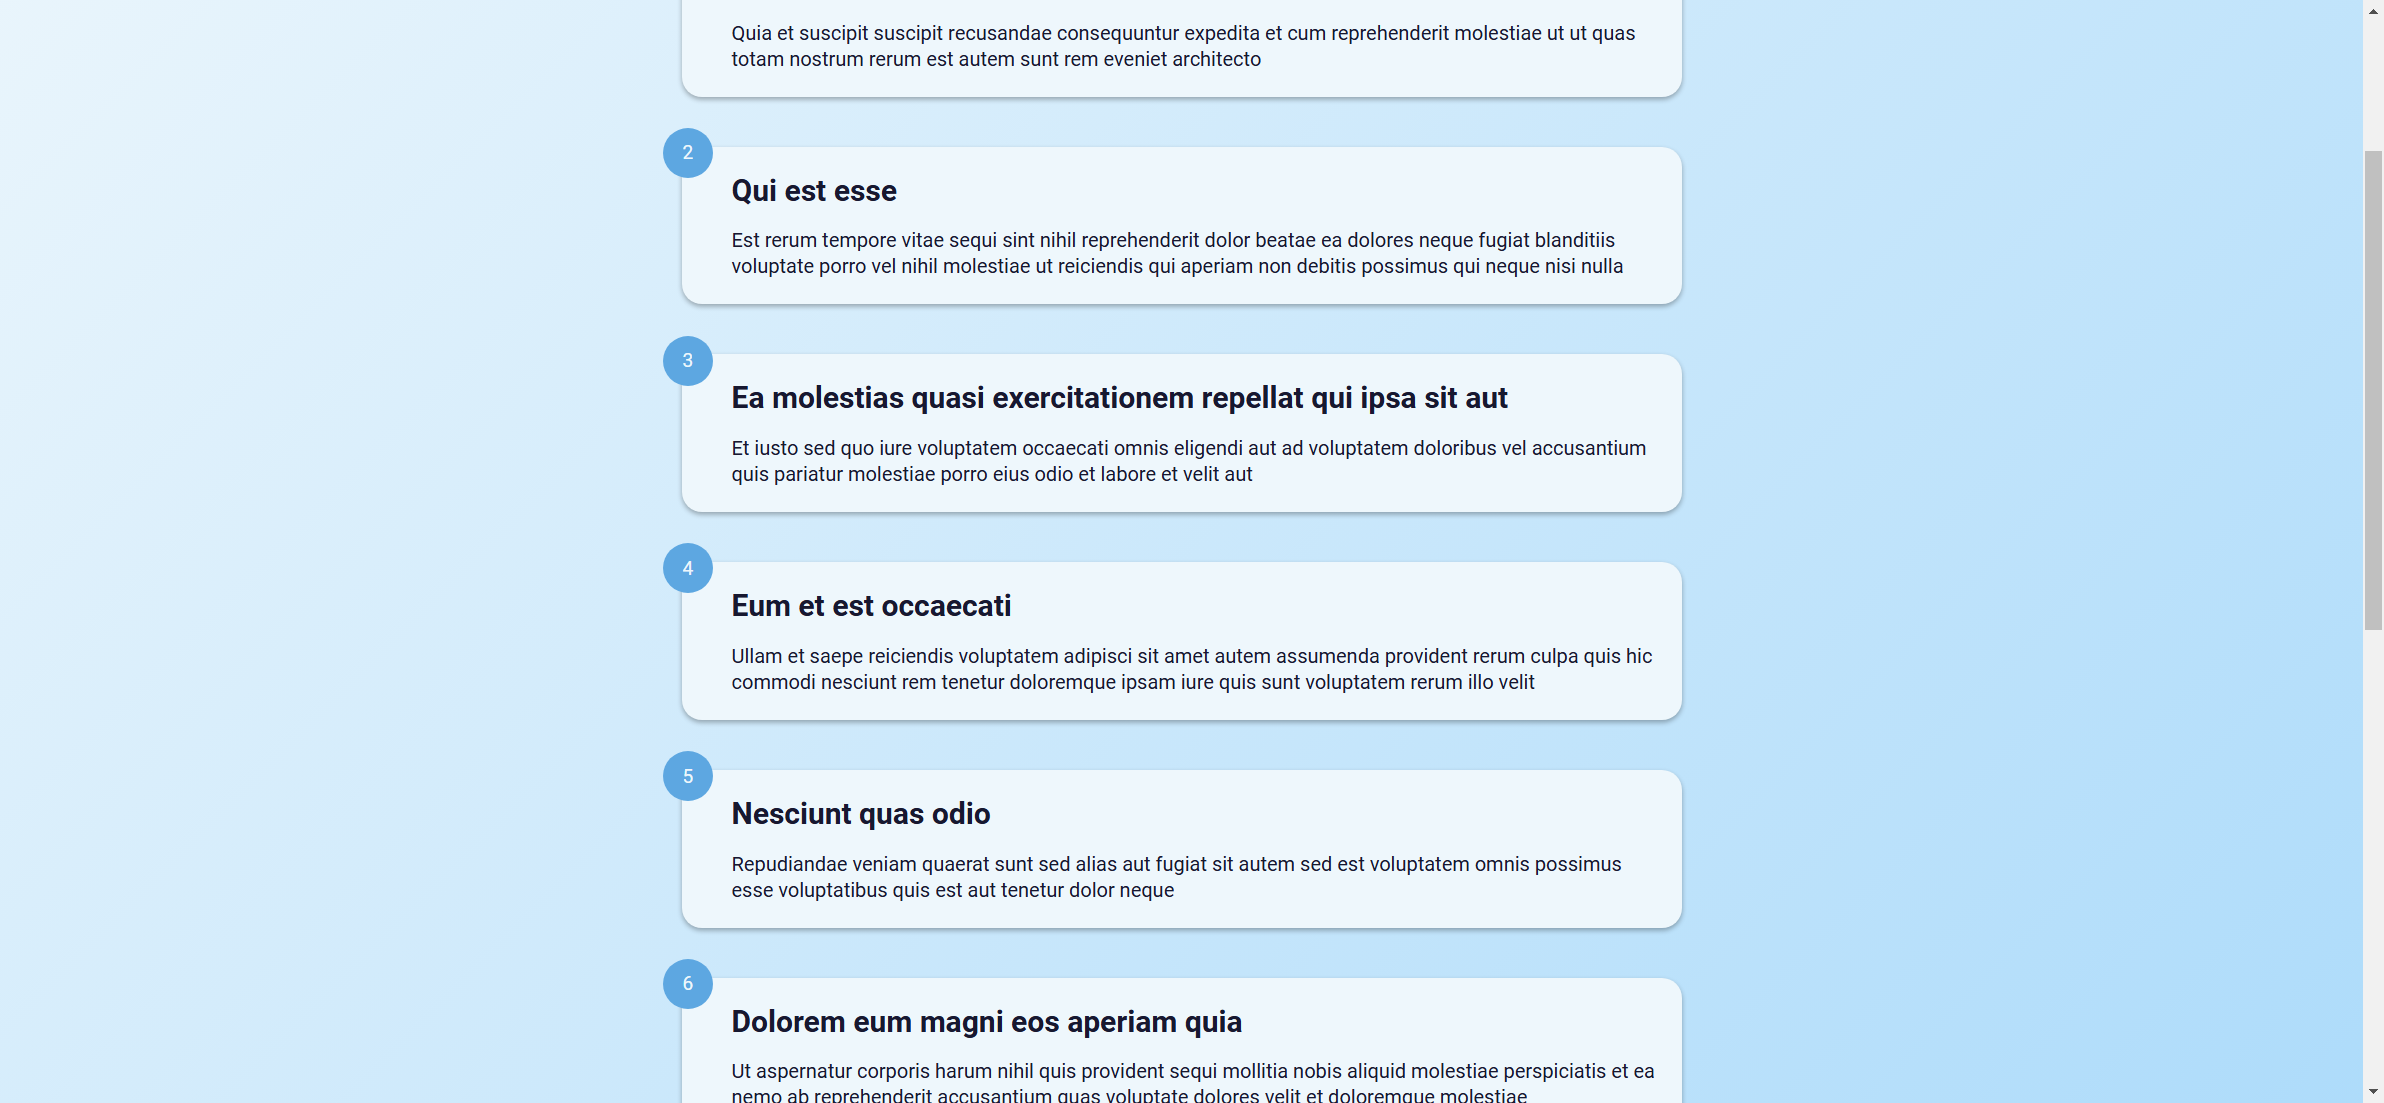 Quia et suscipit suscipit recusandae consequuntur expedita et cum reprehenderit molestiae ut ut quas
totam nostrum rerum est autem sunt rem eveniet architecto
2
Qui est esse
Est rerum tempore vitae sequi sint nihil reprehenderit dolor beatae ea dolores neque fugiat blanditiis
voluptate porro vel nihil molestiae ut reiciendis qui aperiam non debitis possimus qui neque nisi nulla
3
Ea molestias quasi exercitationem repellat qui ipsa sit aut
Et iusto sed quo iure voluptatem occaecati omnis eligendi aut ad voluptatem doloribus vel accusantium
quis pariatur molestiae porro eius odio et labore et velit aut
4
Eum et est occaecati
Ullam et saepe reiciendis voluptatem adipisci sit amet autem assumenda provident rerum culpa quis hic
commodi nesciunt rem tenetur doloremque ipsam iure quis sunt voluptatem rerum illo velit
5
Nesciunt quas odio
Repudiandae veniam quaerat sunt sed alias aut fugiat sit autem sed est voluptatem omnis possimus
esse voluptatibus quis est aut tenetur dolor neque
6
Dolorem eum magni eos aperiam quia
Ut aspernatur corporis harum nihil quis provident sequi mollitia nobis aliquid molestiae perspiciatis et ea
nemo ab reprehenderit accusantium quas voluptate dolores velit et doloremque molestiae